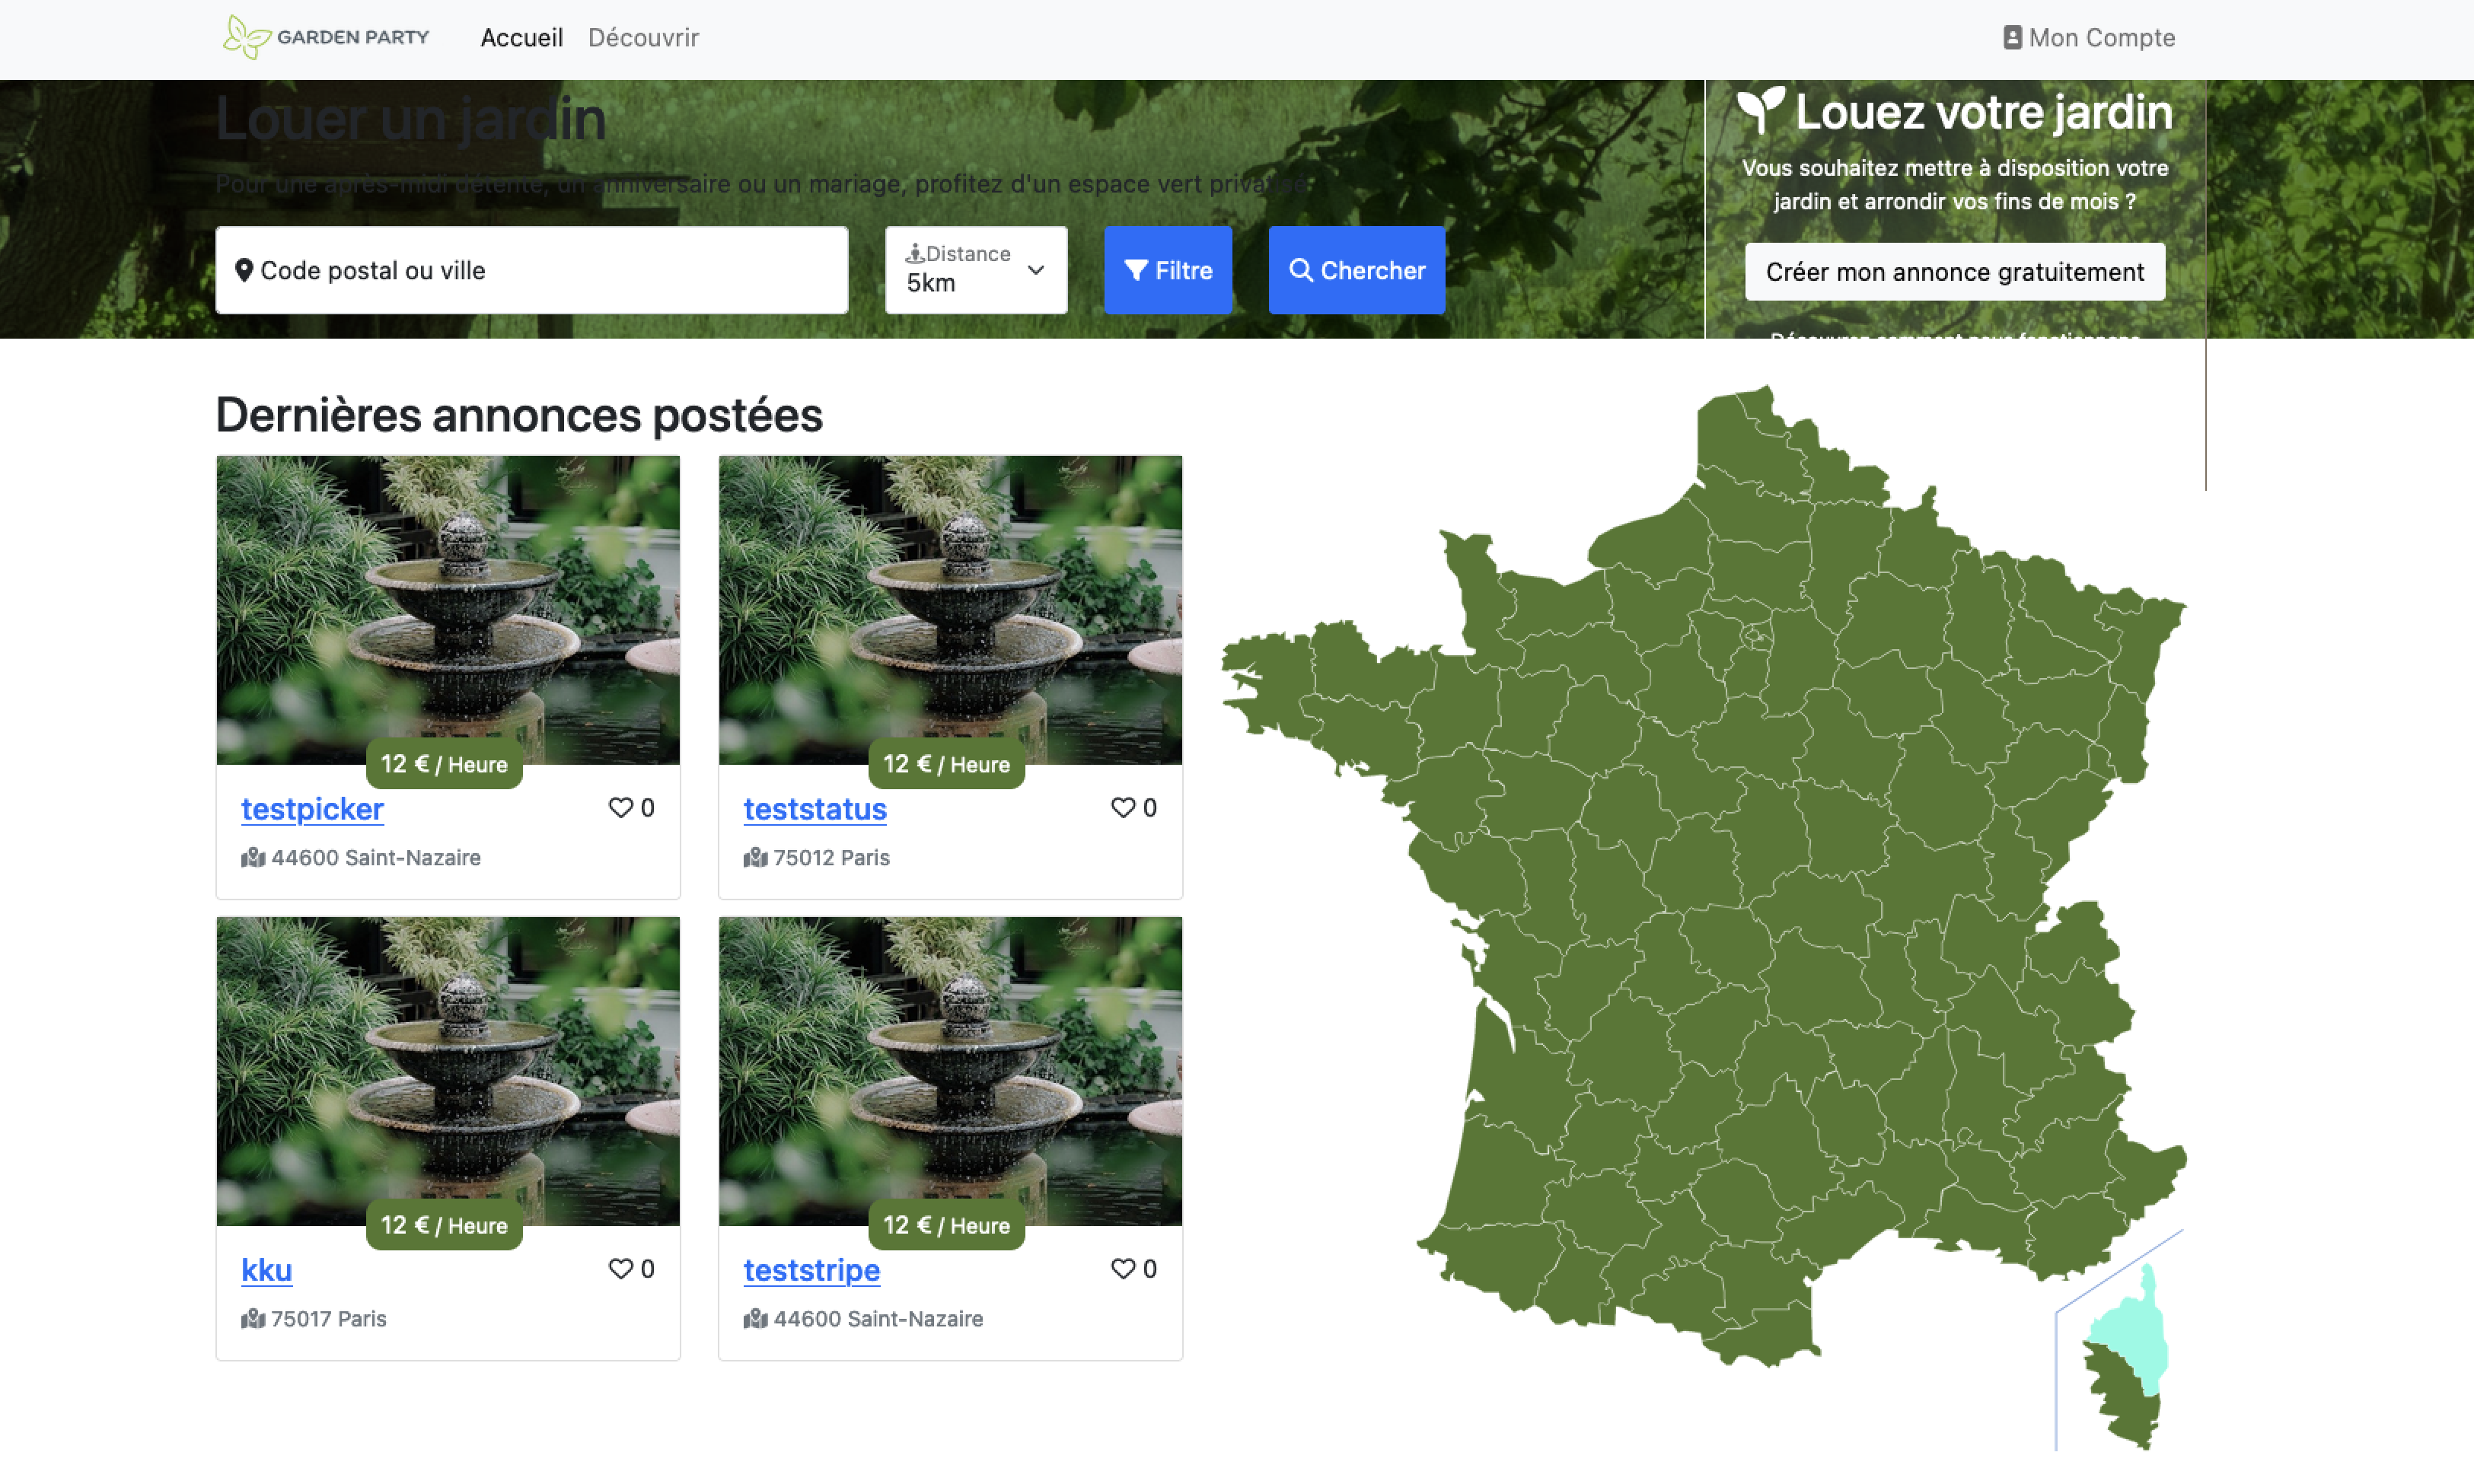 GARDEN PARTY
Accueil
Découvrir
Mon Compte
Louer un jardin
Pour une après-midi détente, un anniversaire ou un mariage, profitez d'un espace vert privatisé
Code postal ou ville
Distance
5km
Filtre
Chercher
Louez votre jardin
Vous souhaitez mettre à disposition votre
jardin et arrondir vos fins de mois ?
Créer mon annonce gratuitement
Découvrez comment nous fonctionnons
Dernières annonces postées
12 € / Heure
testpicker
0
44600 Saint-Nazaire
12 € / Heure
teststatus
0
75012 Paris
12 € / Heure
kku
0
75017 Paris
12 € / Heure
teststripe
0
44600 Saint-Nazaire